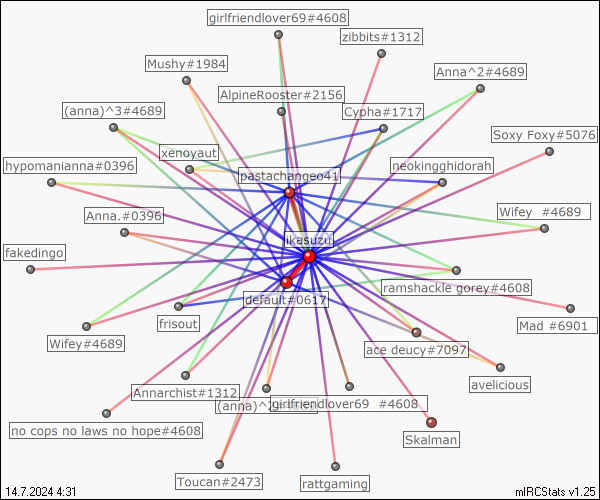 girlfriendlover69#4608
zibbits#1312
Mushy#1984
Anna^2#4689
AlpineRooster#2156
(anna)^3#4689
Cypha#1717
Soxy Foxy#5076
xenoyaut
hypomanianna#0396
neokingghidorah
pastachangeo41
Anna.#0396
Wifey #4689
ikasuzu
fakedingo
ramshackle gorey#4608
default#0617
Mad #6901
frisout
Wifey#4689
ace deucy#7097
avelicious
Annarchist#1312
girlfriendlover69 #4608
no cops no laws no hope#4608
Skalman
Toucan#2473
rattgaming
14.7.2024 4:31
mIRCStats v1.25